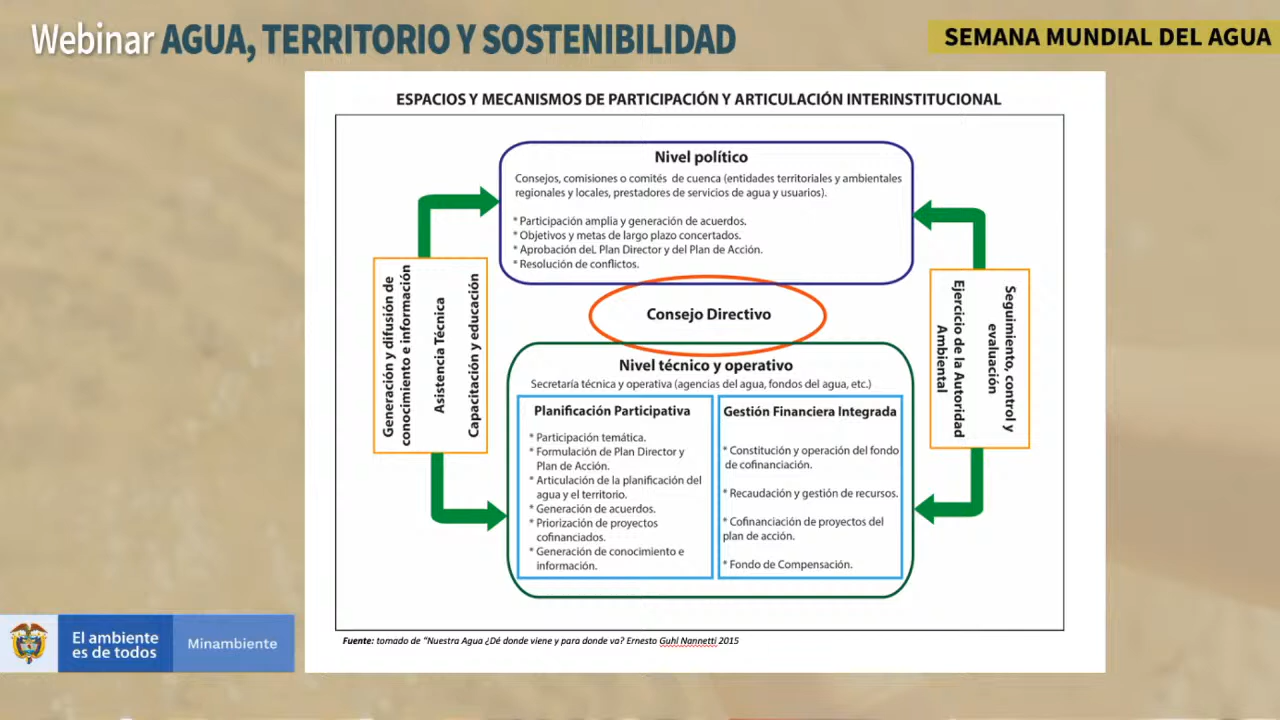 Webinar AGUA, TERRITORIO Y SOSTENIBILIDAD
SEMANA MUNDIAL DEL AGUA
ESPACIOS Y MECANISMOS DE PARTICIPACIÓN Y ARTICULACIÓN INTERINSTITUCIONAL
Nivel político
Consejos, comisiones o comités de cuenca (entidades territoriales y ambientales
regionales y locales, prestadores de servicios de agua y usuarios).
* Participación amplia y generación de acuerdos.
* Objetivos y metas de largo plazo concertados.
* Aprobación deL Plan Director y del Plan de Acción.
* Resolución de conflictos.
Generación y difusión de
conocimiento e información
Asistencia Técnica
Capacitación y educación
Consejo Directivo
Seguimiento, control y
evaluación
Ejercicio de la Autoridad
Ambiental
Nivel técnico y operativo
Secretaría técnica y operativa (agencias del agua, fondos del agua, etc.)
Planificación Participativa
* Participación temática.
* Formulación de Plan Director y
Plan de Acción.
* Articulación de la planificación del
agua y el territorio.
* Generación de acuerdos.
* Priorización de proyectos
cofinanciados.
* Generación de conocimiento e
información.
Gestión Financiera Integrada
* Constitución y operación del fondo
de cofinanciación.
* Recaudación y gestión de recursos.
* Cofinanciación de proyectos del
plan de acción.
* Fondo de Compensación.
Fuente: tomado de "Nuestra Agua ¿Dé donde viene y para donde va? Ernesto Guhl Nannetti 2015
El ambiente
es de todos
Minambiente